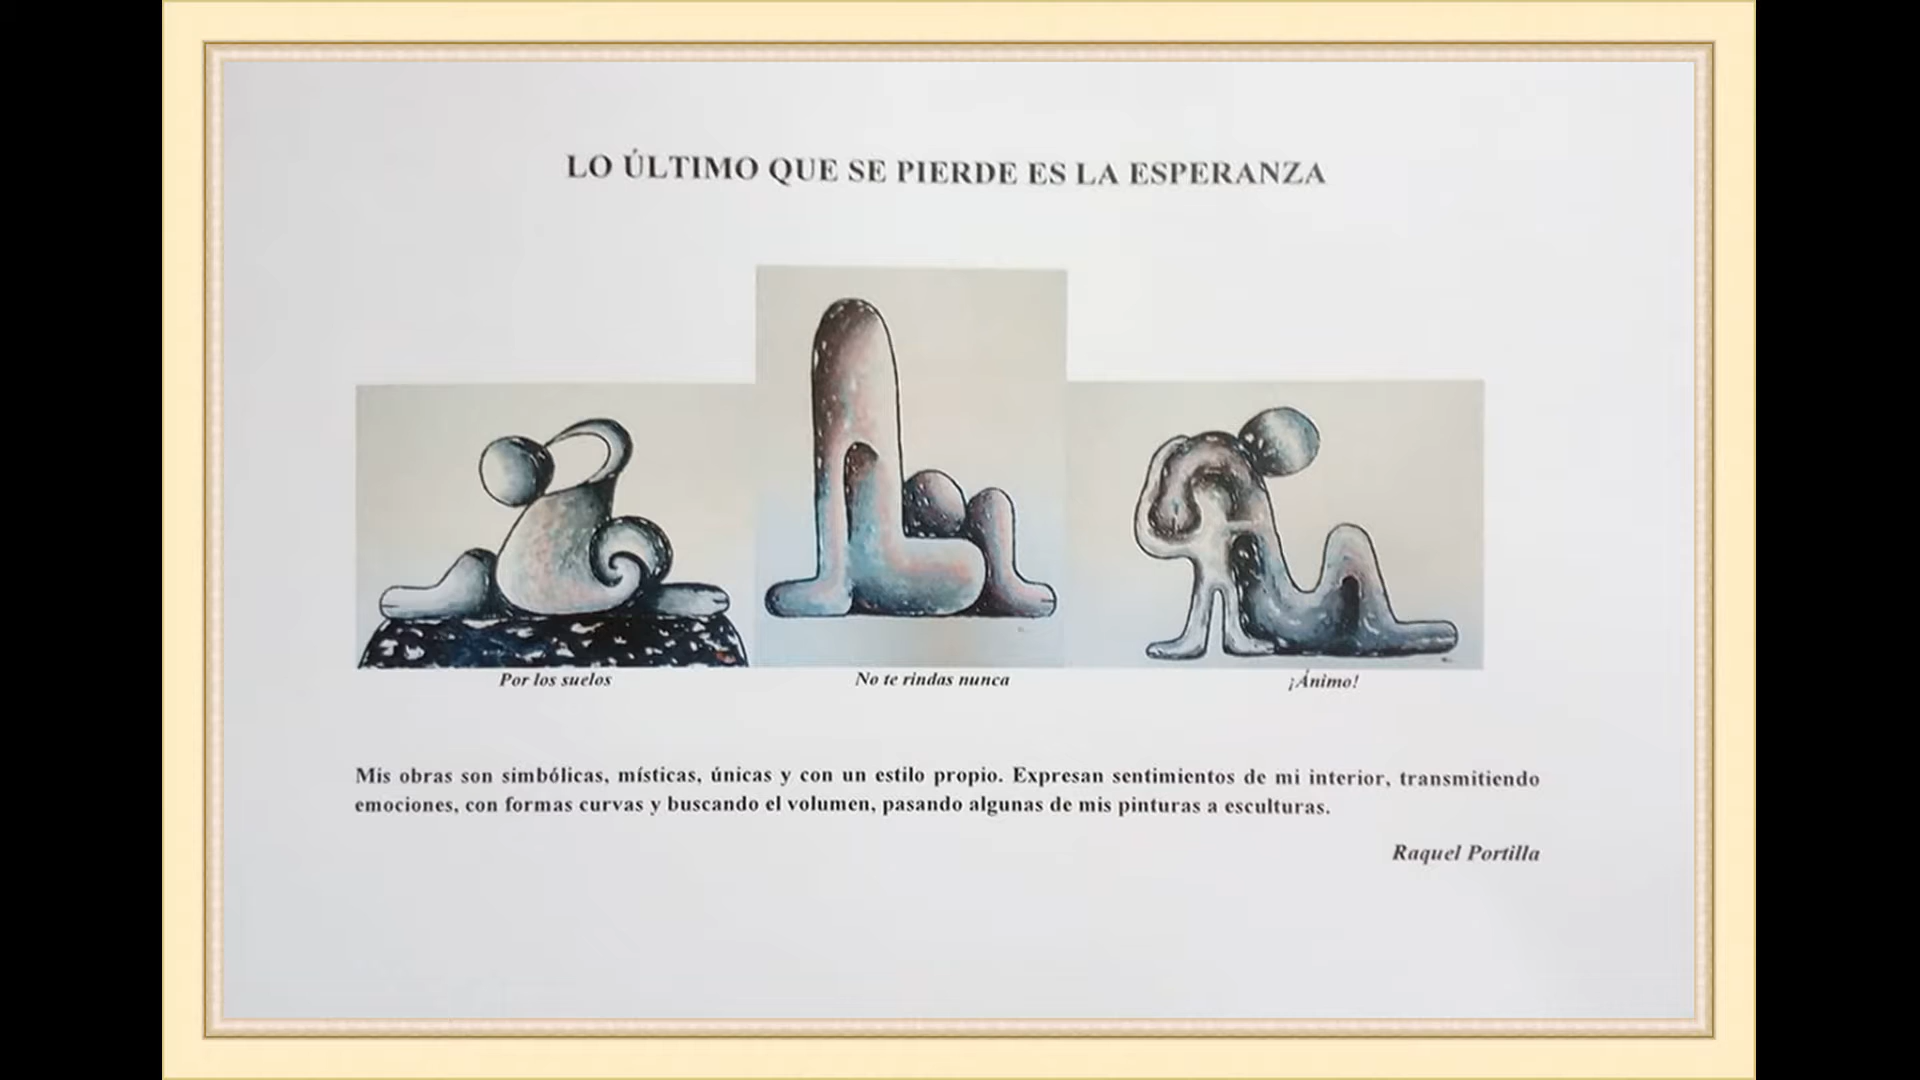 LO ÚLTIMO QUE SE PIERDE ES LA ESPERANZA
Por los suelos
No te rindas nunca
¡Ánimo!
Mis obras son simbólicas, místicas, únicas y con un estilo propio. Expresan sentimientos de mi interior, transmitiendo
emociones, con formas curvas y buscando el volumen, pasando algunas de mis pinturas a esculturas.
Raquel Portilla